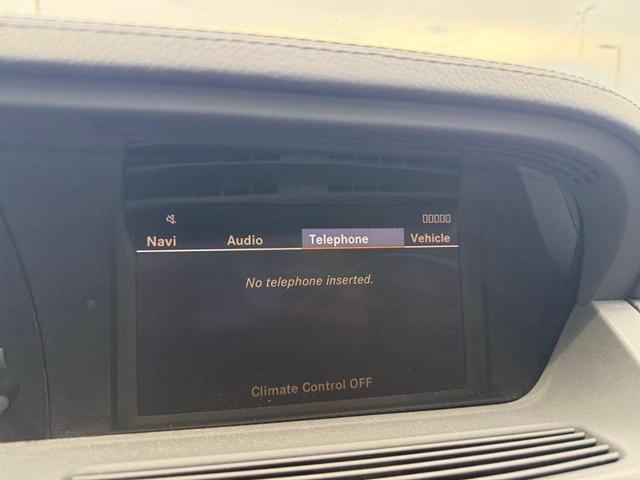 Navi Audio Telephone Vehicle
No telephone inserted.
Climate Control OFF